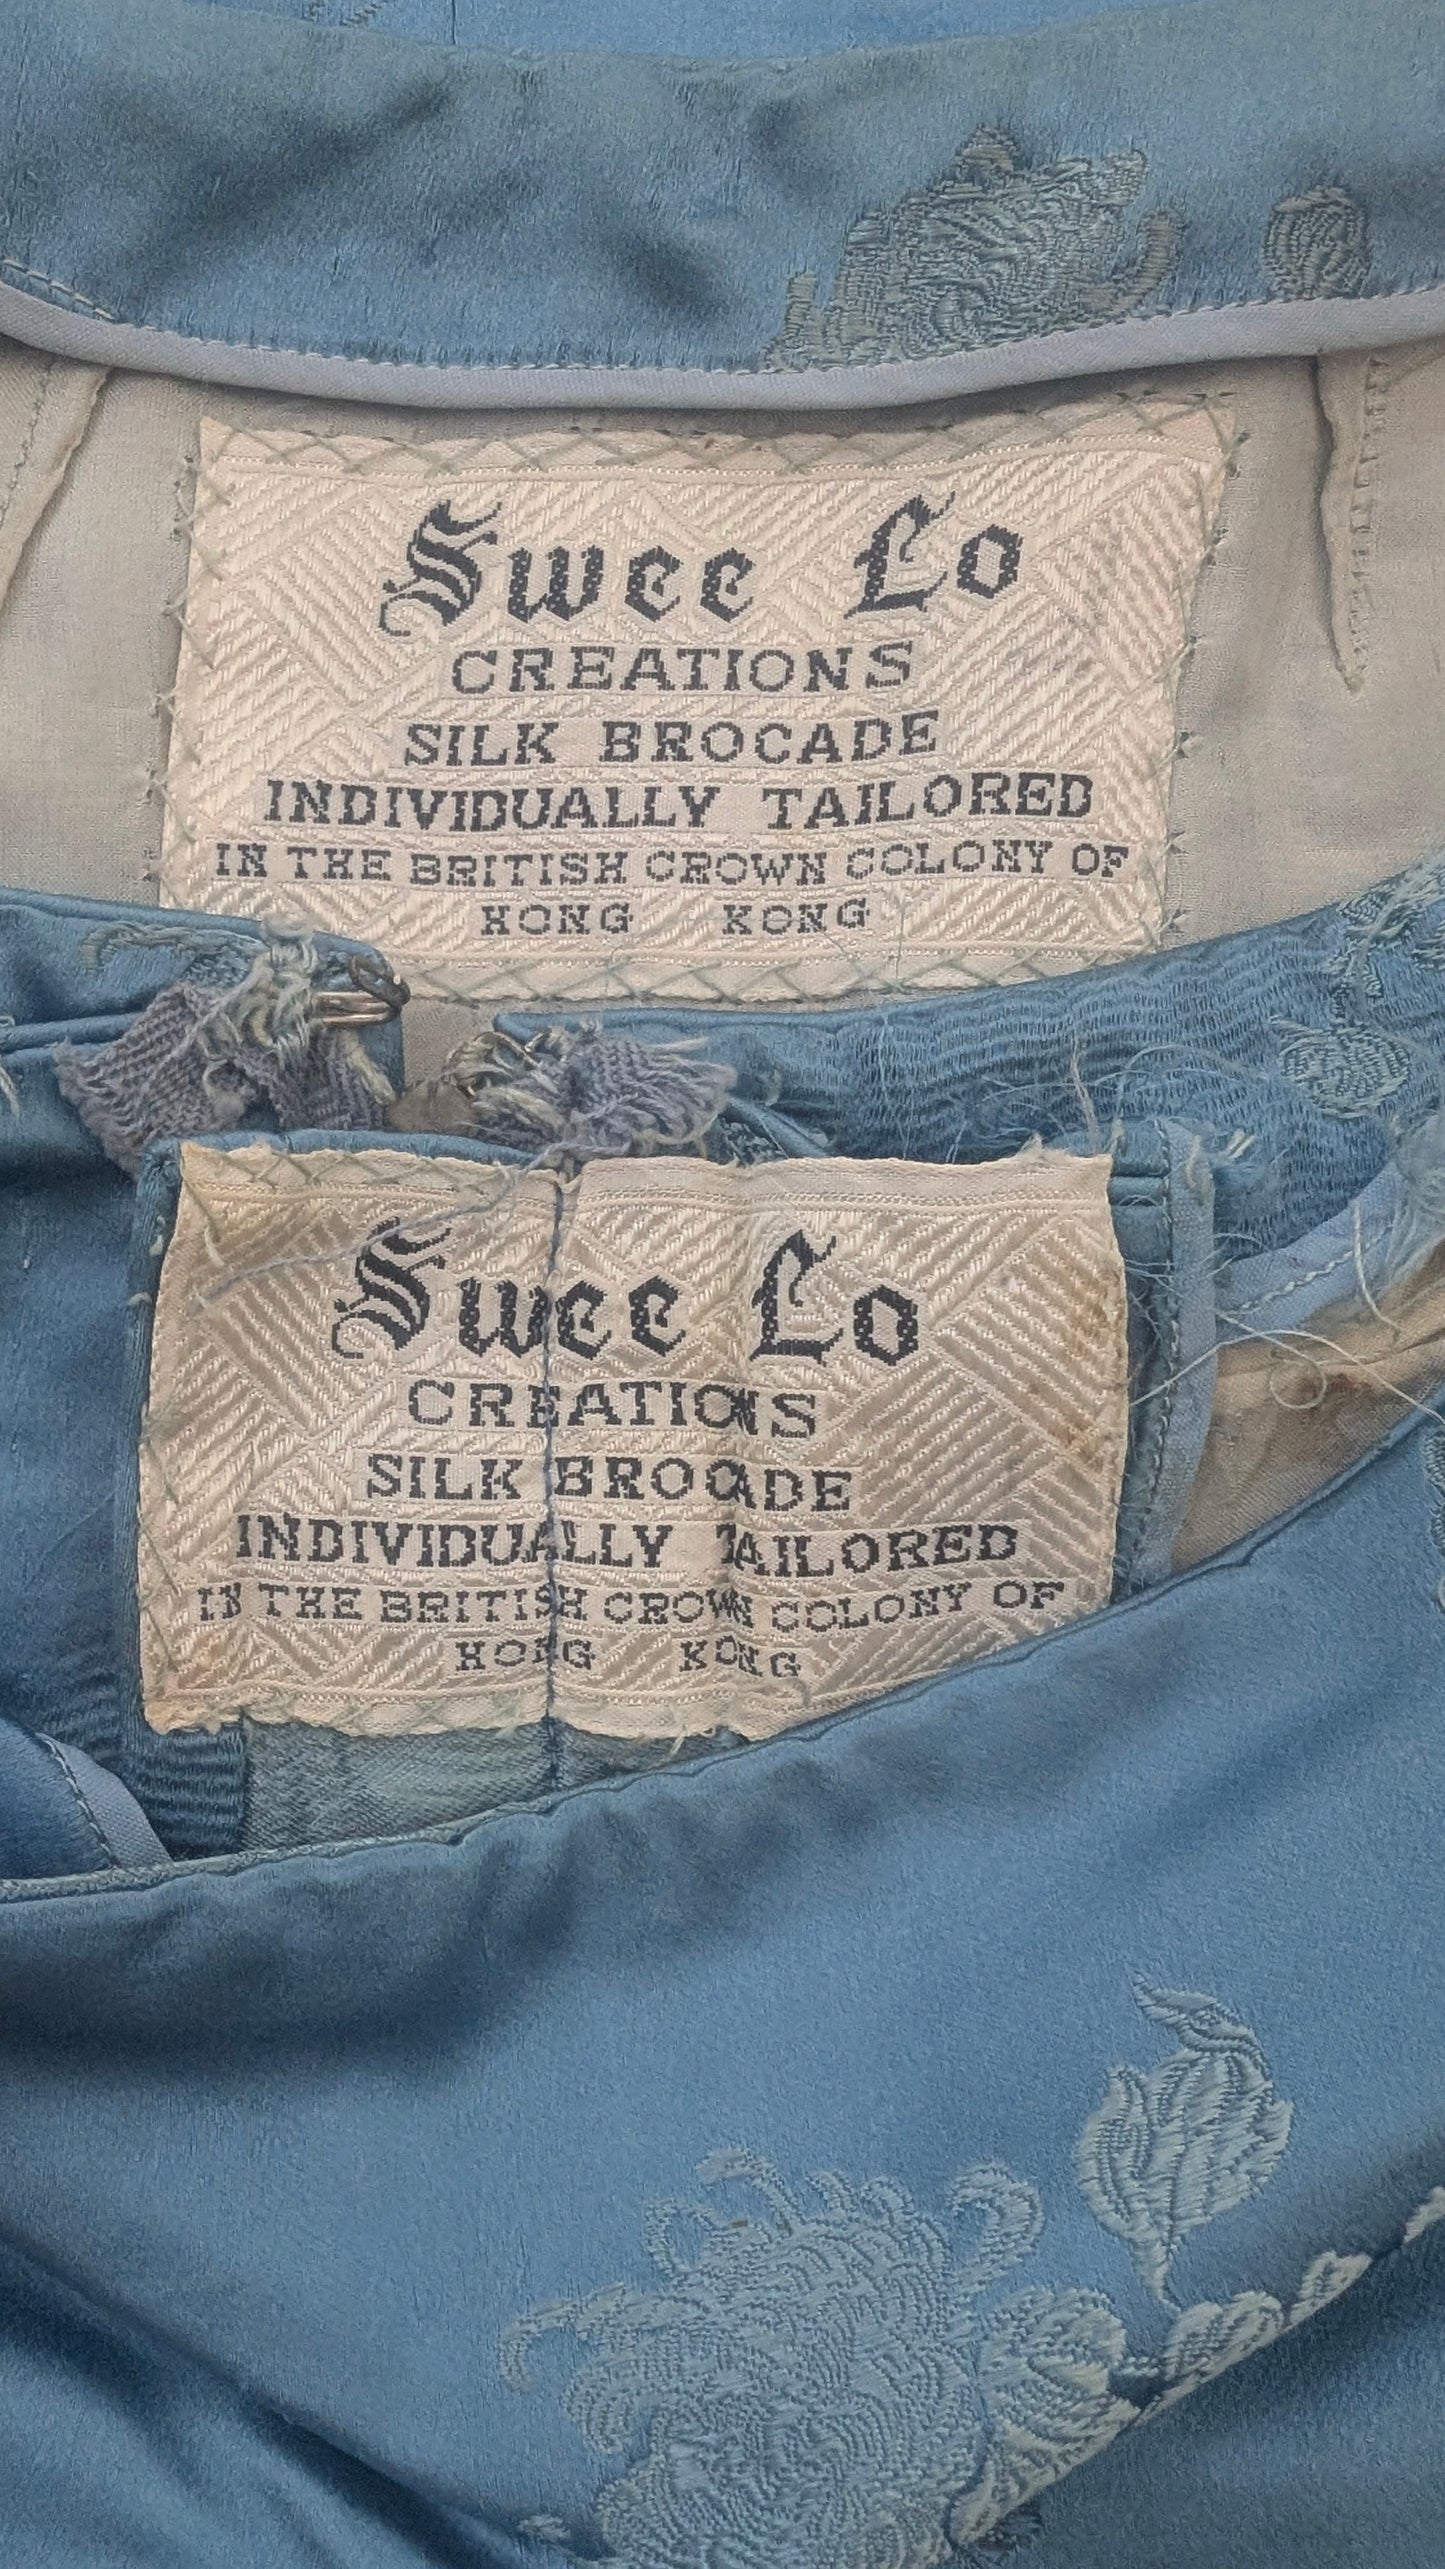 Swee Lo
CREATIONS
SILK BROCADE
INDIVIDUALLY TAILORED
IN THE BRITISH CROWN COLONY OF
HONG KONG
Swee Lo
CREATIONS
SILK BROCADE
INDIVIDUALLY TAILORED
IN THE BRITISH CROWN COLONY OF
HONG KONG